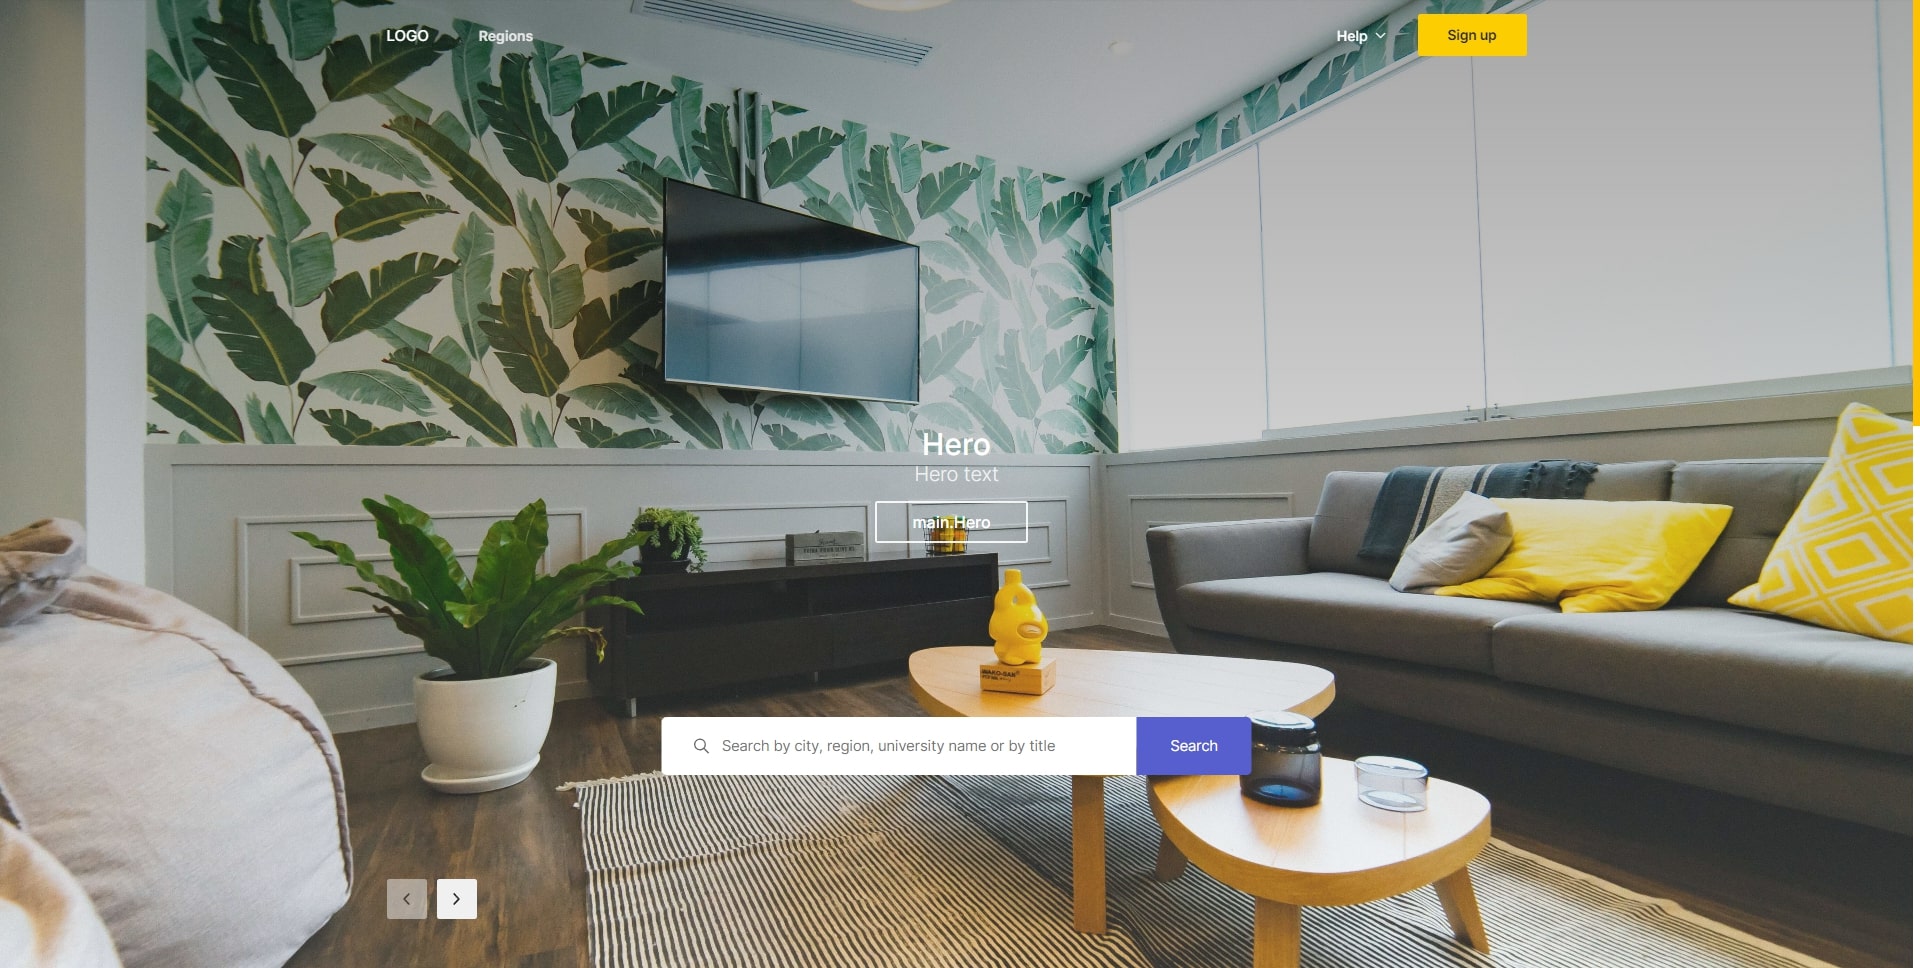 LOGO
Regions
Help
Sign up
Hero
Hero text
main.Hero
Search by city, region, university name or by title
Search